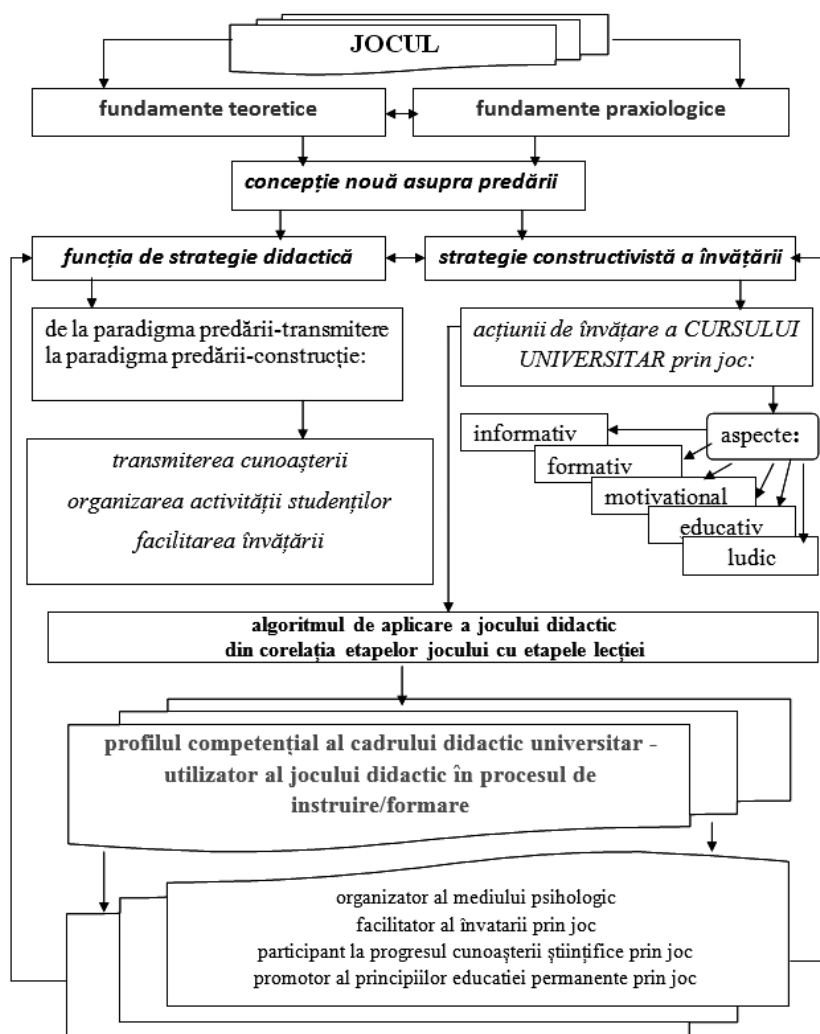 JOCUL
fundamente teoretice
fundamente praxiologice
concepție nouă asupra predării
funcția de strategie didactică
strategie constructivistă a învățării
de la paradigma predării-transmitere
la paradigma predării-construcție:
acțiunii de învățare a CURSULUI
UNIVERSITAR prin joc:
aspecte:
informativ
formativ
motivational
educativ
ludic
transmiterea cunoașterii
organizarea activității studenților
facilitarea învățării
algoritmul de aplicare a jocului didactic
din corelația etapelor jocului cu etapele lecției
profilul competențial al cadrului didactic universitar -
utilizator al jocului didactic în procesul de
instruire/formare
organizator al mediului psihologic
facilitator al învatarii prin joc
participant la progresul cunoașterii științifice prin joc
promotor al principiilor educatiei permanente prin joc